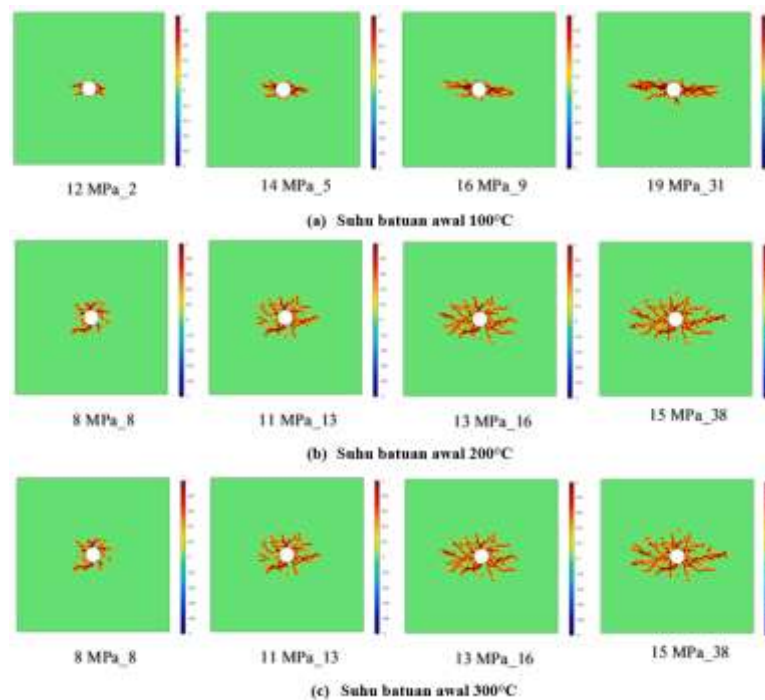 12 MPa_2 14 MPa_5 16 MPa_9 19 MPa_31
(a) Suhu batuan awal 100°C
8 MPa_8 11 MPa_13 13 MPa_16 15 MPa_38
(b) Suhu batuan awal 200°C
8 MPa_8 11 MPa_13 13 MPa_16 15 MPa_38
(c) Suhu batuan awal 300°C